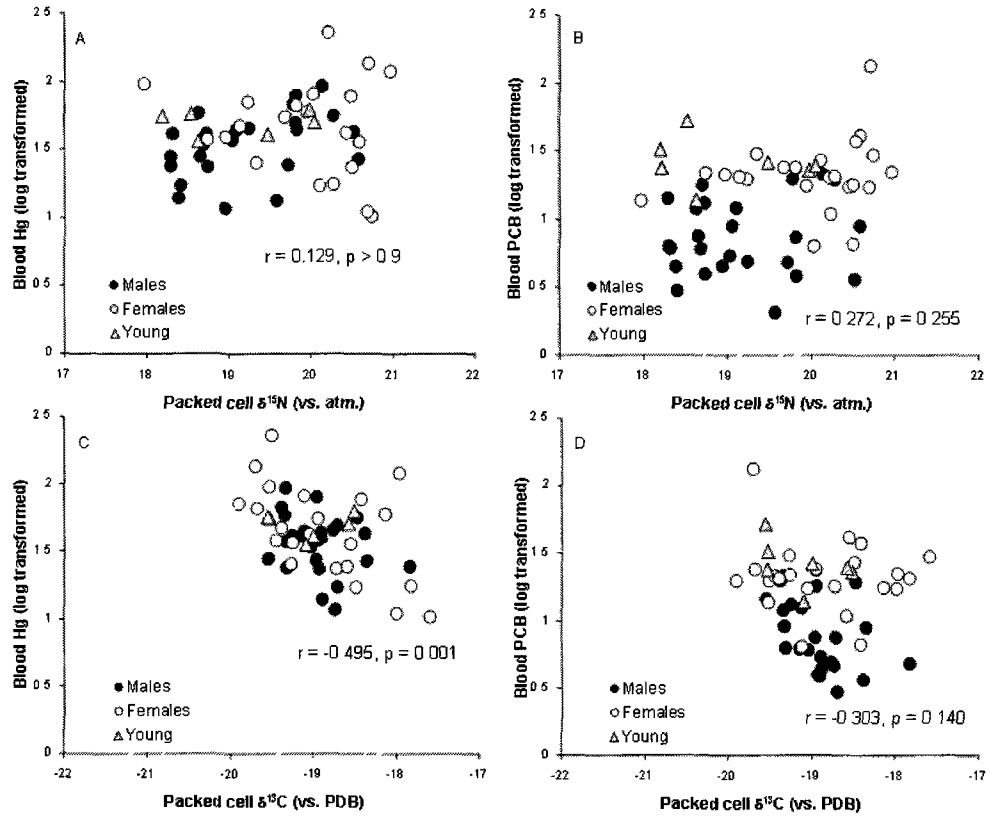 A
Blood Hg (log transformed)
2 5
2
1 5
1
0 5
0
r = 0.129, p > 0 9
Males
Females
Young
17 18 19 20 21 22
Packed cell δ¹⁵N (vs. atm.)
B
Blood PCB (log transformed)
2 5
2
1 5
1
0 5
0
Males
Females
Young
r = 0 272, p = 0 255
17 18 19 20 21 22
Packed cell δ¹⁵N (vs. atm.)
C
Blood Hg (log transformed)
2 5
2
1 5
1
0 5
0
r = -0 495, p = 0 001
Males
Females
Young
-22 -21 -20 -19 -18 -17
Packed cell δ¹³C (vs. PDB)
D
Blood PCB (log transformed)
2 5
2
1 5
1
0 5
0
Males
Females
Young
r = -0 303, p = 0 140
-22 -21 -20 -19 -18 -17
Packed cell δ¹³C (vs. PDB)